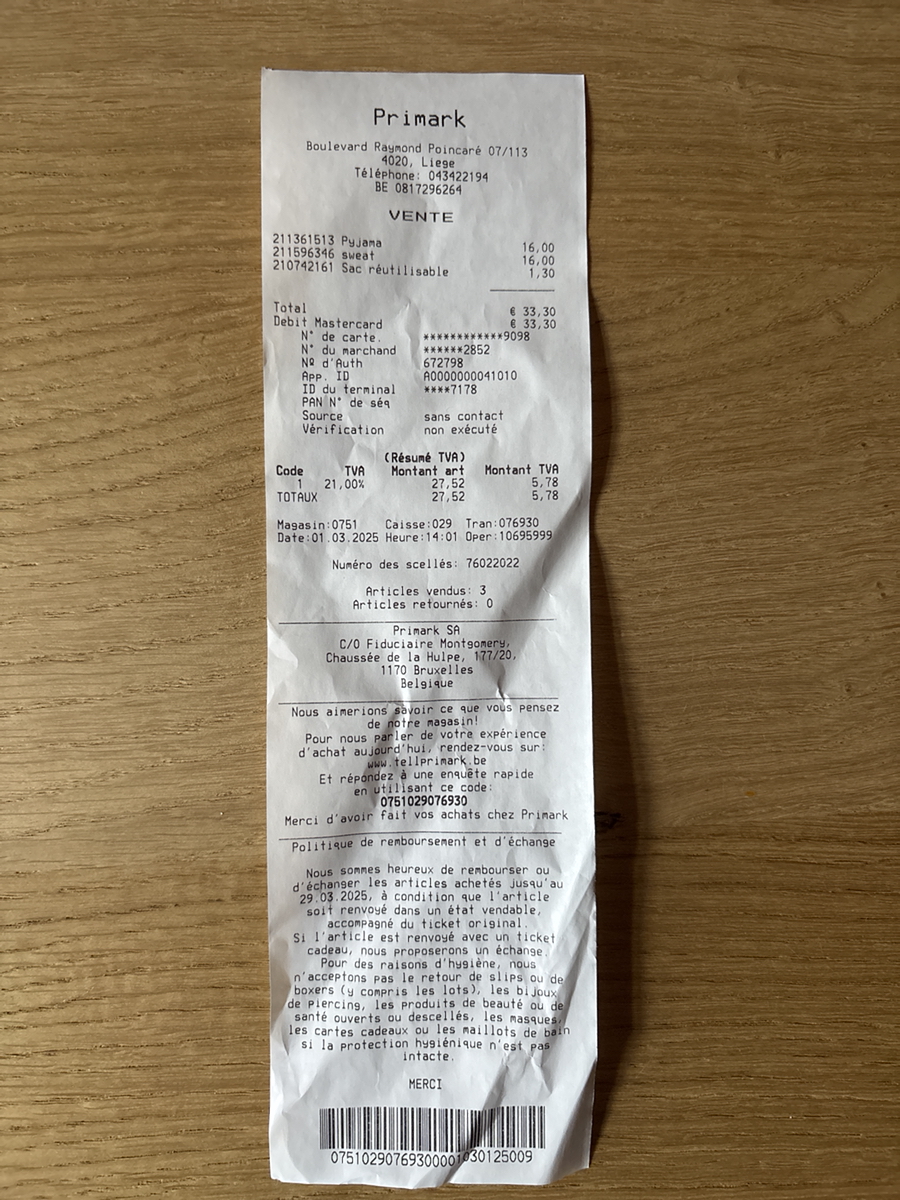 Primark
Boulevard Raymond Poincaré 07/113
4020, Liege
Téléphone: 043422194
BE 0817296264
VENTE
211361513 Pyjama 16,00
211596346 sweat 16,00
210742161 Sac réutilisable 1,30
Total € 33,30
Debit Mastercard € 33,30
N° de carte. ************9098
N° du marchand ******2852
Nº d'Auth 672798
App. ID A0000000041010
ID du terminal ****7178
PAN N° de séq
Source sans contact
Vérification non exécuté
(Résumé TVA)
Code TVA Montant art Montant TVA
1 21,00% 27,52 5,78
TOTAUX 27,52 5,78
Magasin:0751 Caisse:029 Tran:076930
Date:01.03.2025 Heure:14:01 Oper:10695999
Numéro des scellés: 76022022
Articles vendus: 3
Articles retournés: 0
Primark SA
C/O Fiduciaire Montgomery,
Chaussée de la Hulpe, 177/20,
1170 Bruxelles
Belgique
Nous aimerions savoir ce que vous pensez
de notre magasin!
Pour nous parler de votre expérience
d'achat aujourd'hui, rendez-vous sur:
www.tellprimark.be
Et répondez à une enquête rapide
en utilisant ce code:
0751029076930
Merci d'avoir fait vos achats chez Primark
Politique de remboursement et d'échange
Nous sommes heureux de rembourser ou
d'échanger les articles achetés jusqu'au
29.03.2025, à condition que l'article
soit renvoyé dans un état vendable,
accompagné du ticket original.
Si l'article est renvoyé avec un ticket
cadeau, nous proposerons un échange.
Pour des raisons d'hygiène, nous
n'acceptons pas le retour de slips ou de
boxers (y compris les lots), les bijoux
de piercing, les produits de beauté ou de
santé ouverts ou descellés, les masques,
les cartes cadeaux ou les maillots de bain
si la protection hygiénique n'est pas
intacte.
MERCI
07510290769300001030125009